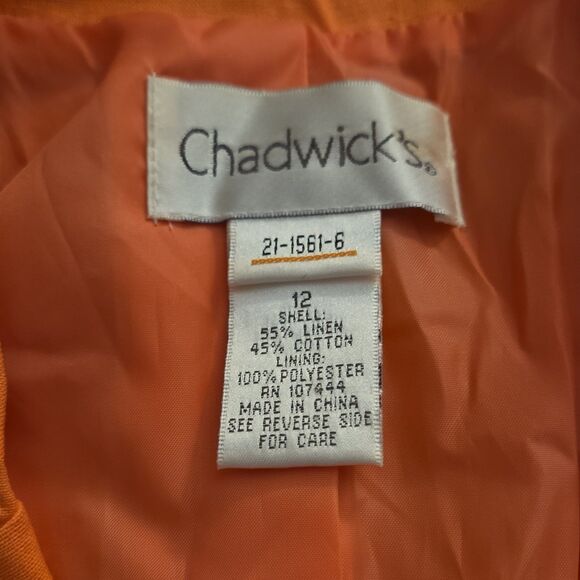 Chadwick's®
21-1561-6
12
SHELL:
55% LINEN
45% COTTON
LINING:
100% POLYESTER
RN 107444
MADE IN CHINA
SEE REVERSE SIDE
FOR CARE